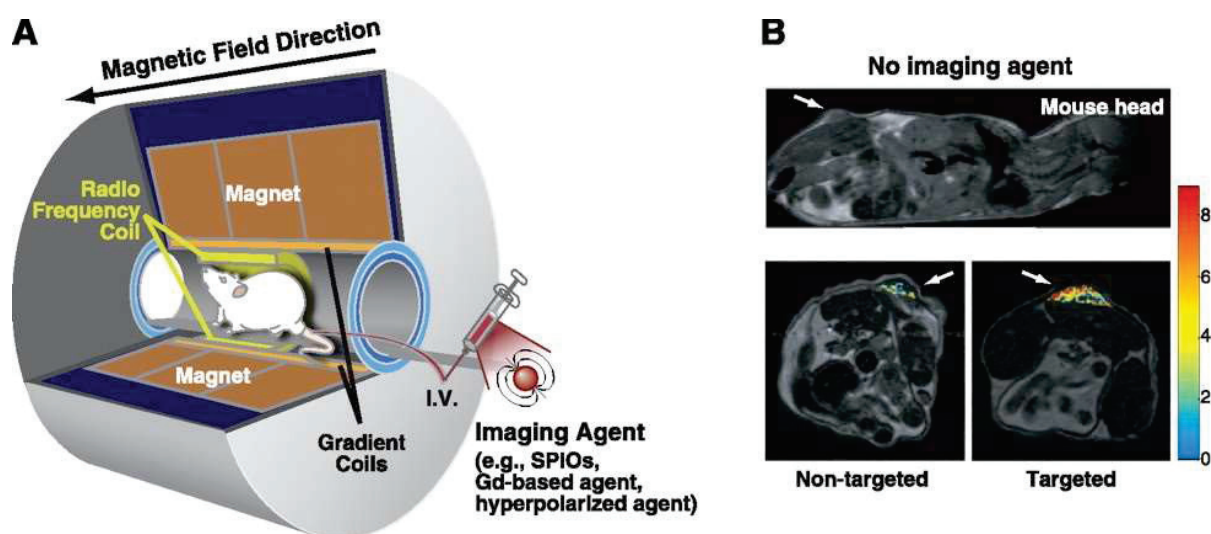 A
Magnetic Field Direction
Magnet
Radio
Frequency
Coil
Magnet
I.V.
Gradient
Coils
Imaging Agent
(e.g., SPIOs,
Gd-based agent,
hyperpolarized agent)
B
No imaging agent
Mouse head
8
6
4
2
0
Non-targeted
Targeted